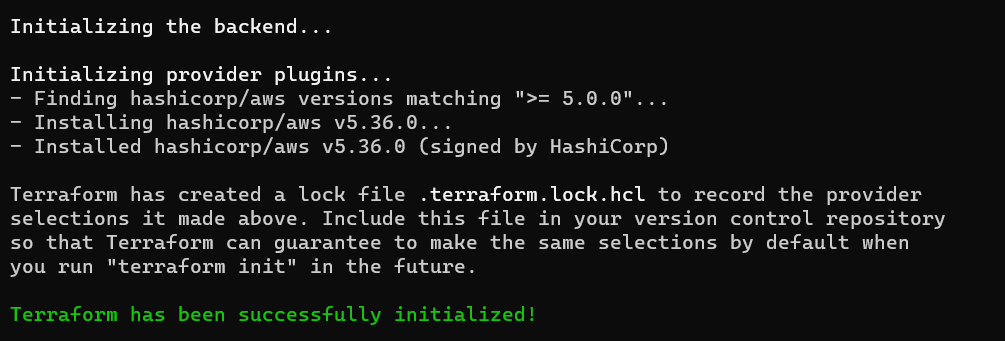 Initializing the backend...
Initializing provider plugins...
- Finding hashicorp/aws versions matching ">= 5.0.0"...
- Installing hashicorp/aws v5.36.0...
- Installed hashicorp/aws v5.36.0 (signed by HashiCorp)
Terraform has created a lock file .terraform.lock.hcl to record the provider
selections it made above. Include this file in your version control repository
so that Terraform can guarantee to make the same selections by default when
you run "terraform init" in the future.
Terraform has been successfully initialized!